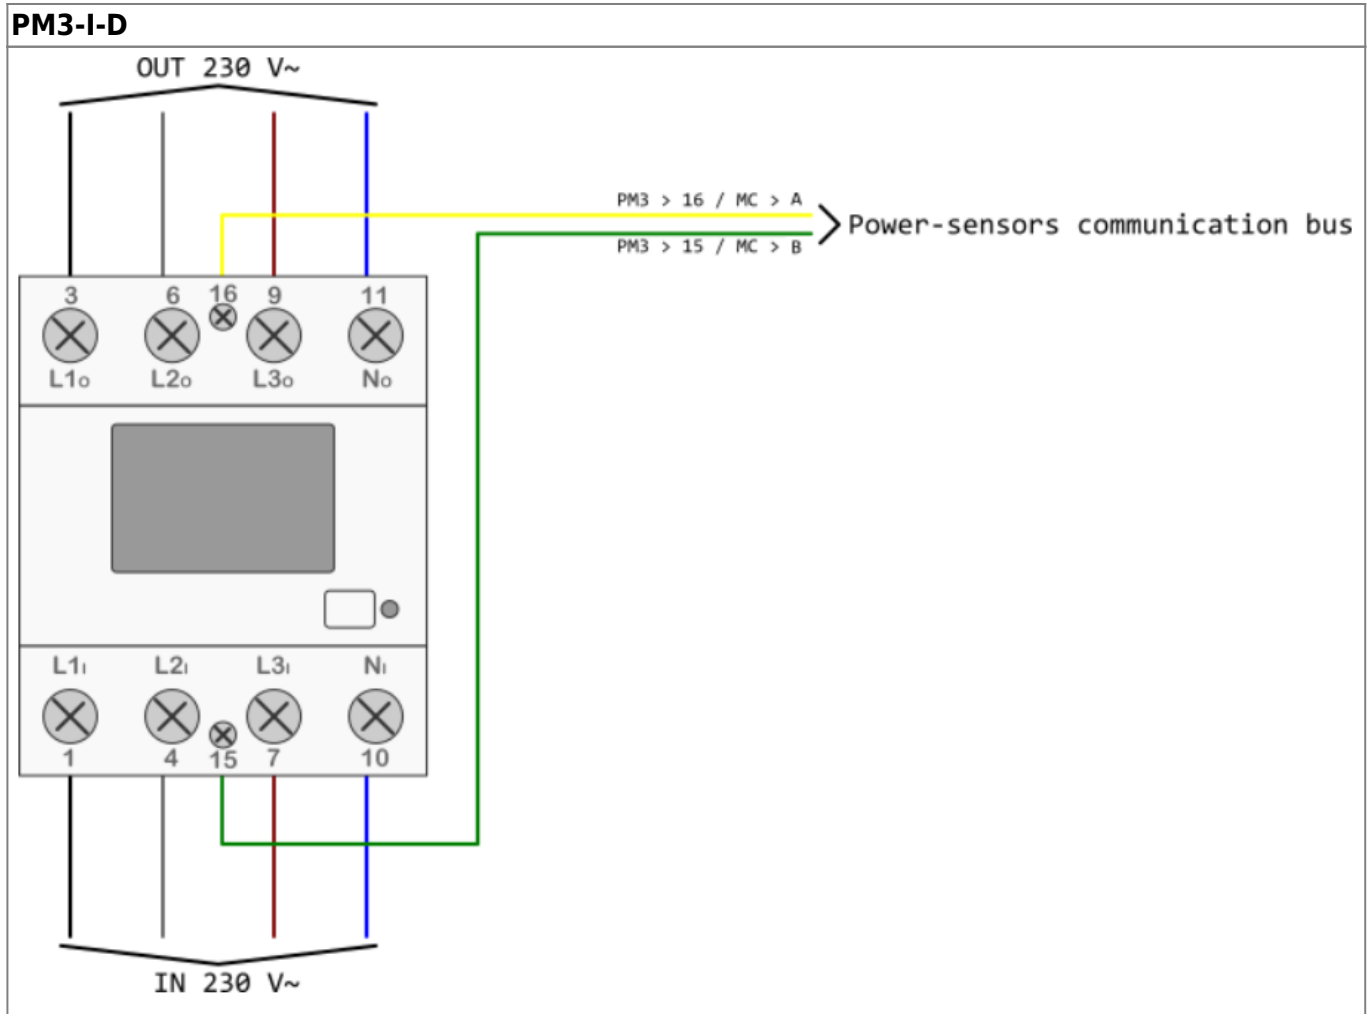 PM3-I-D
OUT 230 V~
PM3 > 16 / MC > A
Power-sensors communication bus
PM3 > 15 / MC > B
3 6 16 9 11
L1o L2o L3o No
L1I L2I L3I NI
1 4 15 7 10
IN 230 V~